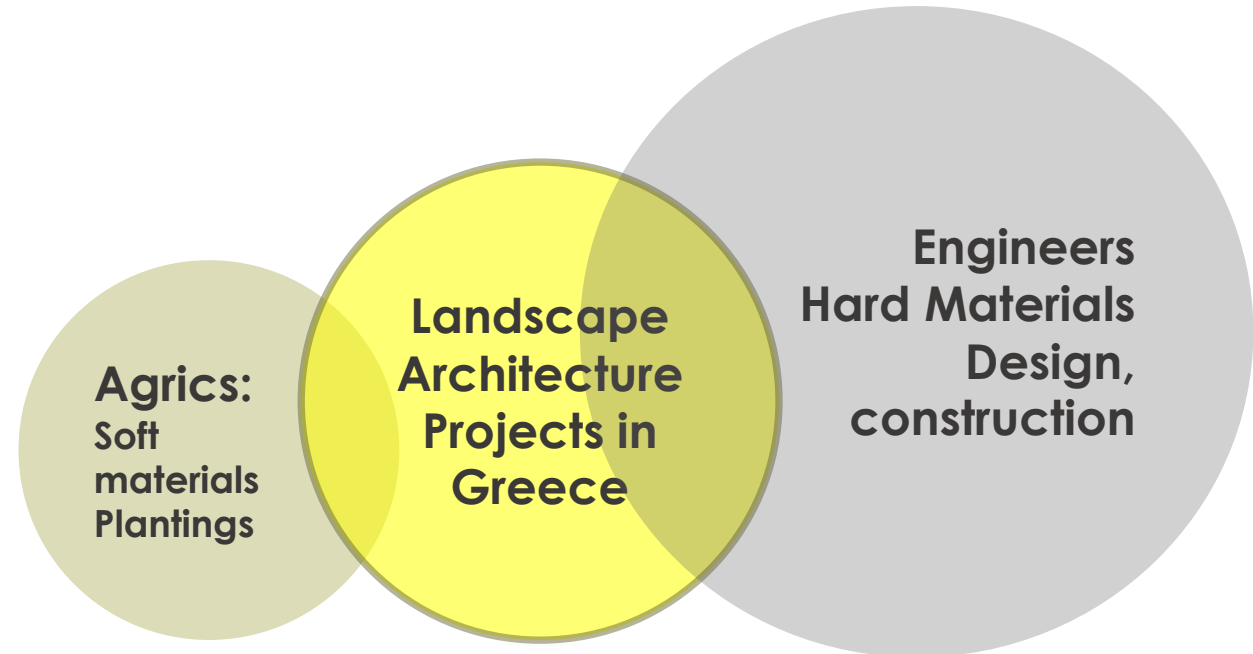 Agrics:
Soft
materials
Plantings
Landscape
Architecture
Projects in
Greece
Engineers
Hard Materials
Design,
construction